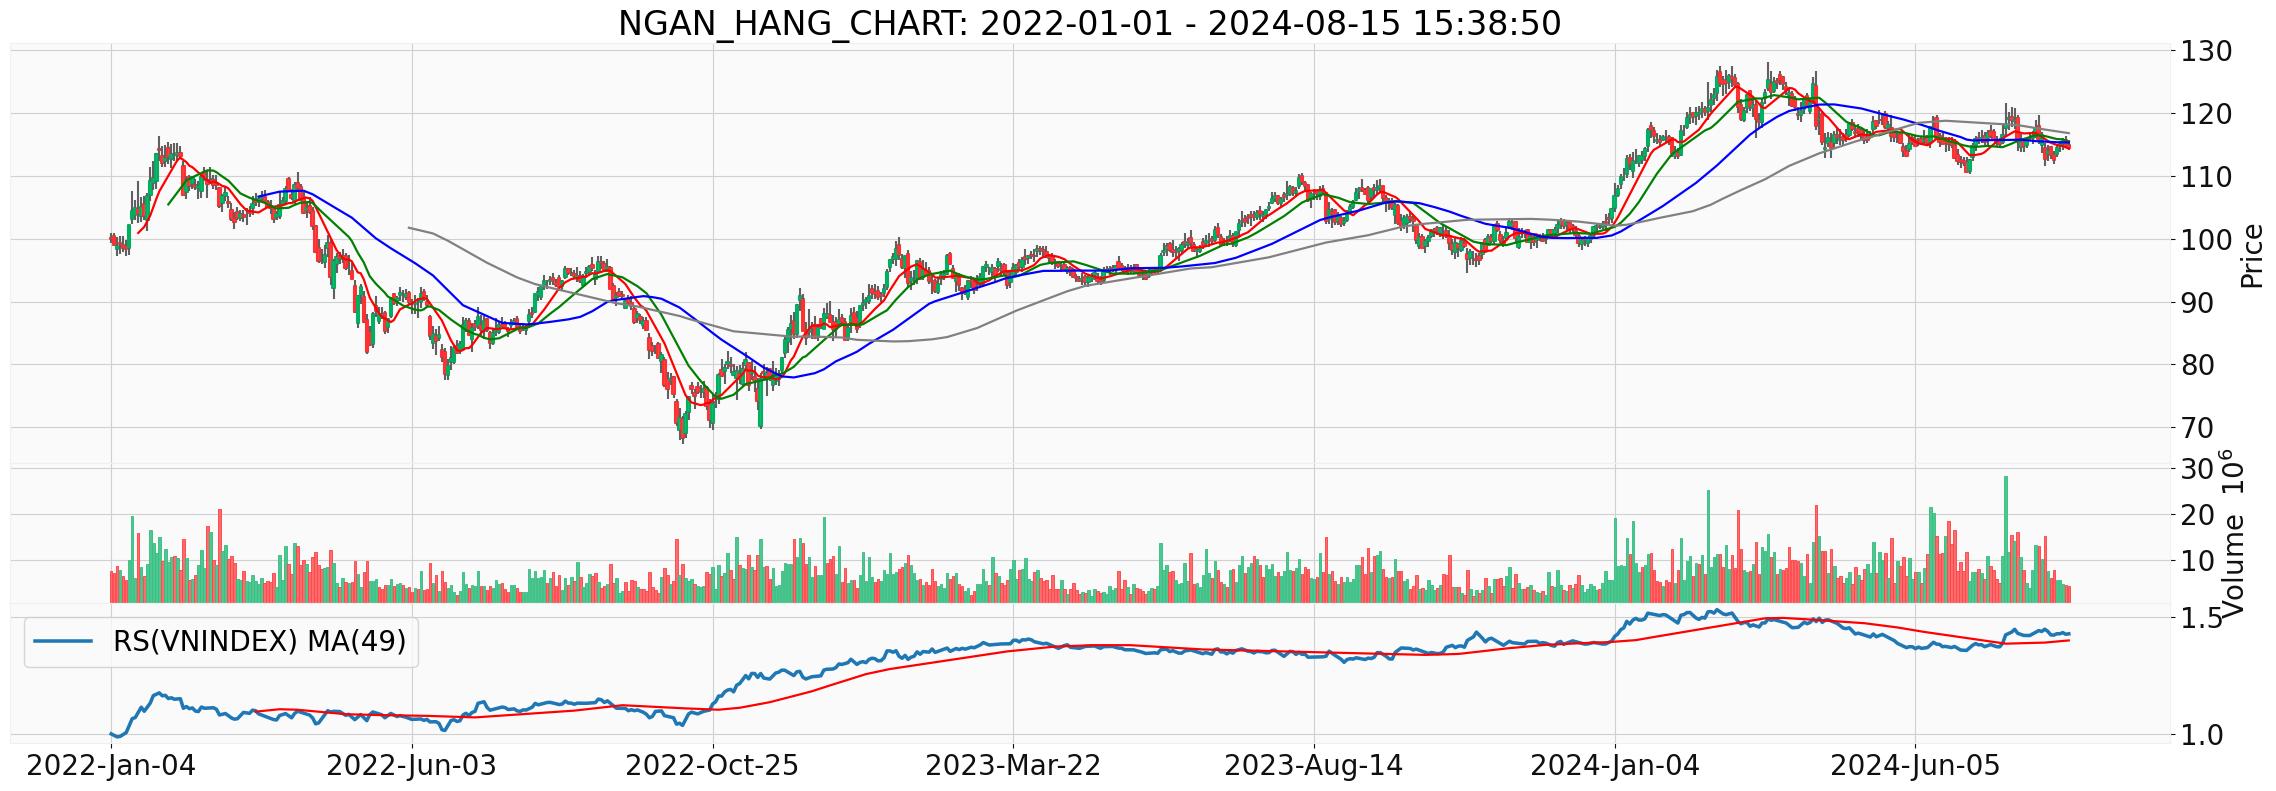 NGAN_HANG_CHART: 2022-01-01 - 2024-08-15 15:38:50
130
120
110
100
90
80
70
Price
30
20
10
Volume 10⁶
1.5
1.0
RS(VNINDEX) MA(49)
2022-Jan-04
2022-Jun-03
2022-Oct-25
2023-Mar-22
2023-Aug-14
2024-Jan-04
2024-Jun-05